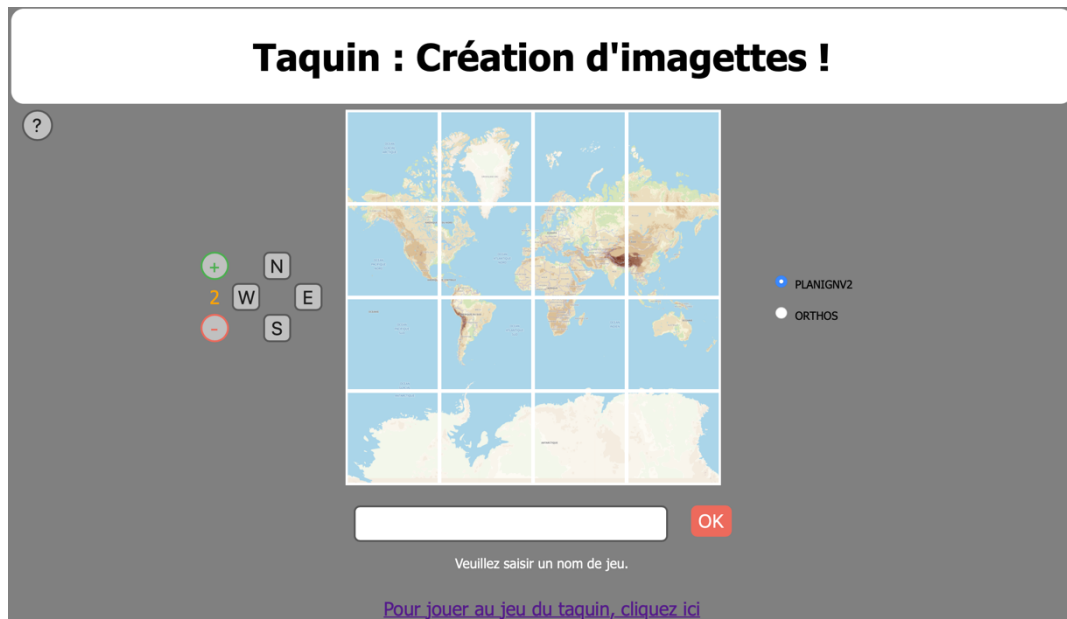 Taquin : Création d'imagettes !
?
+
N
2
W
E
-
S
PLANIGNV2
ORTHOS
OK
Veuillez saisir un nom de jeu.
Pour jouer au jeu du taquin, cliquez ici